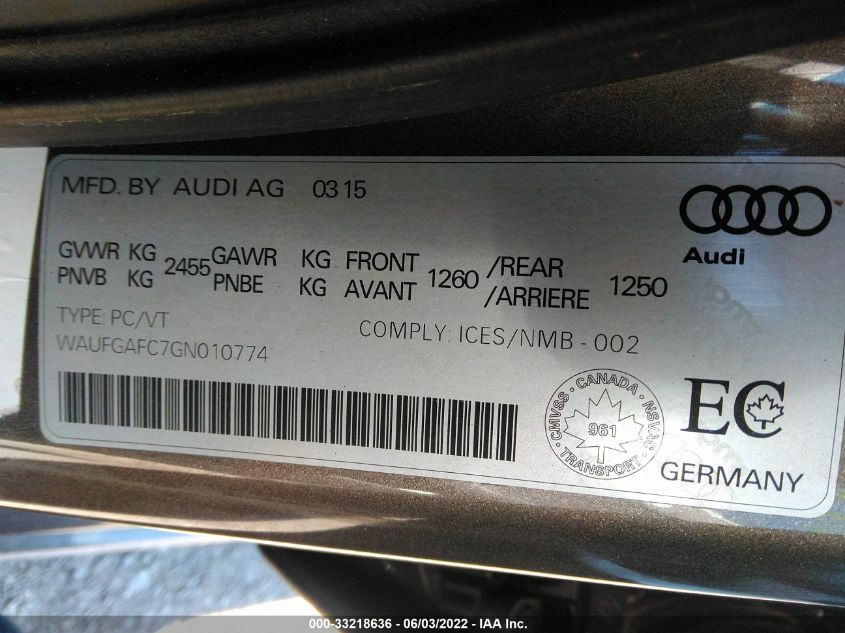 MFD. BY AUDI AG 0315
Audi
GVWR KG 2455 GAWR KG FRONT 1260 /REAR 1250
PNVB KG PNBE KG AVANT /ARRIERE
TYPE: PC/VT
COMPLY: ICES/NMB-002
WAUFGAFC7GN010774
CANADA
CMVSS NSVAC
961
TRANSPORT
EC
GERMANY
000-33218636 - 06/03/2022 - IAA Inc.